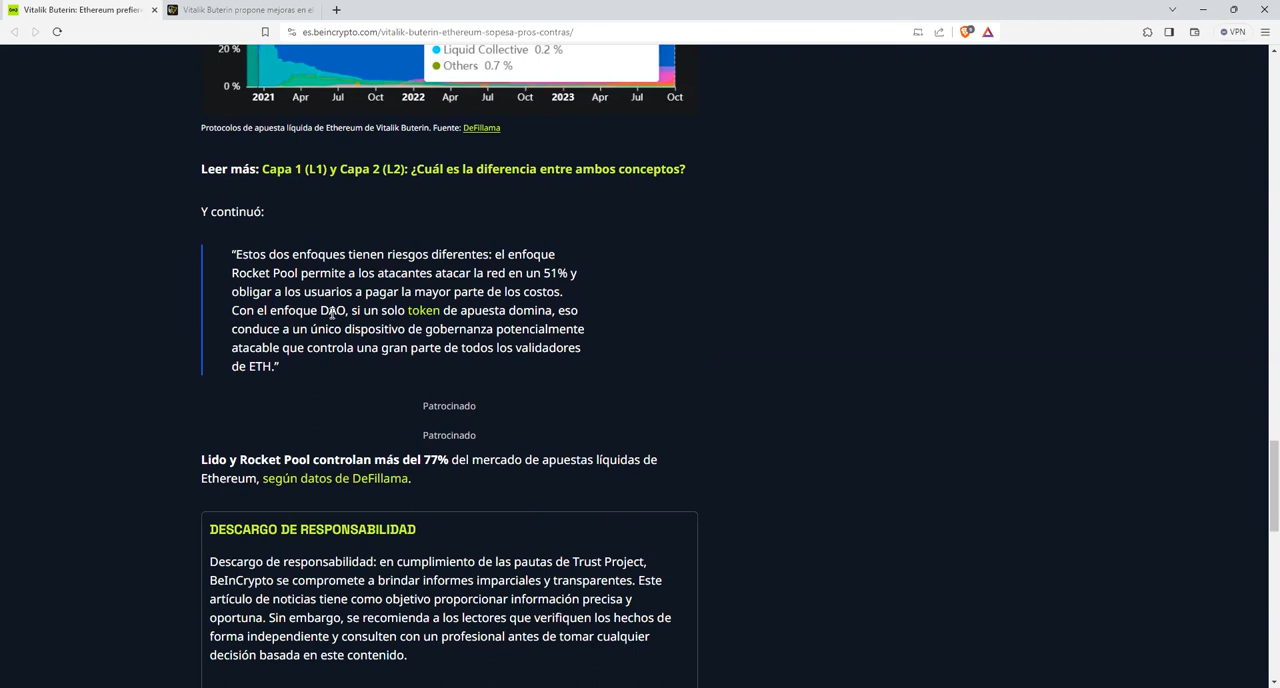 Vitalik Buterin: Ethereum prefier
Vitalik Buterin propone mejoras en el
es.beincrypto.com/vitalik-buterin-ethereum-sopesa-pros-contras/
VPN
20 %
Liquid Collective 0.2 %
Others 0.7 %
0 %
2021 Apr Jul Oct 2022 Apr Jul Oct 2023 Apr Jul Oct
Protocolos de apuesta líquida de Ethereum de Vitalik Buterin. Fuente: DeFillama
Leer más: Capa 1 (L1) y Capa 2 (L2): ¿Cuál es la diferencia entre ambos conceptos?
Y continuó:
“Estos dos enfoques tienen riesgos diferentes: el enfoque
Rocket Pool permite a los atacantes atacar la red en un 51% y
obligar a los usuarios a pagar la mayor parte de los costos.
Con el enfoque DAO, si un solo token de apuesta domina, eso
conduce a un único dispositivo de gobernanza potencialmente
atacable que controla una gran parte de todos los validadores
de ETH.”
Patrocinado
Patrocinado
Lido y Rocket Pool controlan más del 77% del mercado de apuestas líquidas de
Ethereum, según datos de DeFillama.
DESCARGO DE RESPONSABILIDAD
Descargo de responsabilidad: en cumplimiento de las pautas de Trust Project,
BeInCrypto se compromete a brindar informes imparciales y transparentes. Este
artículo de noticias tiene como objetivo proporcionar información precisa y
oportuna. Sin embargo, se recomienda a los lectores que verifiquen los hechos de
forma independiente y consulten con un profesional antes de tomar cualquier
decisión basada en este contenido.